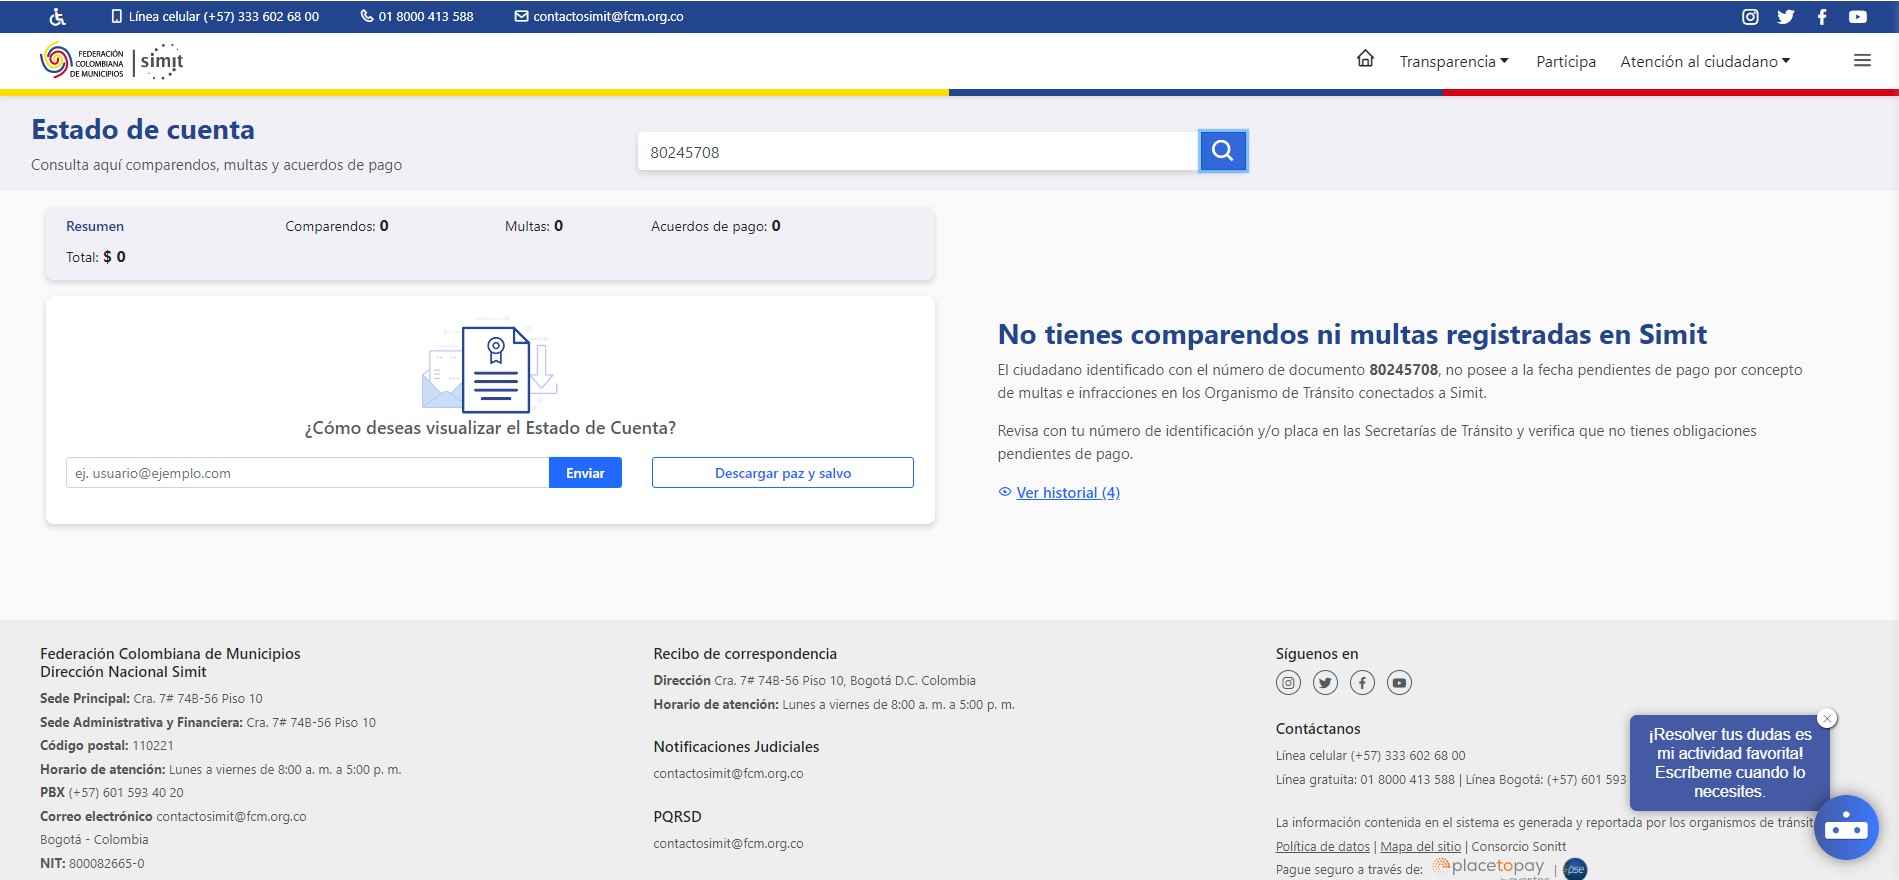 Línea celular (+57) 333 602 68 00
01 8000 413 588
contactosimit@fcm.org.co
FEDERACIÓN
COLOMBIANA
DE MUNICIPIOS
simit
Transparencia
Participa
Atención al ciudadano
Estado de cuenta
Consulta aquí comparendos, multas y acuerdos de pago
80245708
Resumen
Comparendos: 0
Multas: 0
Acuerdos de pago: 0
Total: $ 0
¿Cómo deseas visualizar el Estado de Cuenta?
ej. usuario@ejemplo.com
Enviar
Descargar paz y salvo
No tienes comparendos ni multas registradas en Simit
El ciudadano identificado con el número de documento 80245708, no posee a la fecha pendientes de pago por concepto
de multas e infracciones en los Organismo de Tránsito conectados a Simit.
Revisa con tu número de identificación y/o placa en las Secretarías de Tránsito y verifica que no tienes obligaciones
pendientes de pago.
Ver historial (4)
Federación Colombiana de Municipios
Dirección Nacional Simit
Sede Principal: Cra. 7# 74B-56 Piso 10
Sede Administrativa y Financiera: Cra. 7# 74B-56 Piso 10
Código postal: 110221
Horario de atención: Lunes a viernes de 8:00 a. m. a 5:00 p. m.
PBX (+57) 601 593 40 20
Correo electrónico contactosimit@fcm.org.co
Bogotá - Colombia
NIT: 800082665-0
Recibo de correspondencia
Dirección Cra. 7# 74B-56 Piso 10, Bogotá D.C. Colombia
Horario de atención: Lunes a viernes de 8:00 a. m. a 5:00 p. m.
Notificaciones Judiciales
contactosimit@fcm.org.co
PQRSD
contactosimit@fcm.org.co
Síguenos en
Contáctanos
Línea celular (+57) 333 602 68 00
Línea gratuita: 01 8000 413 588 | Línea Bogotá: (+57) 601 593
La información contenida en el sistema es generada y reportada por los organismos de tránsit
Política de datos | Mapa del sitio | Consorcio Sonitt
Pague seguro a través de: placetopay | pse
¡Resolver tus dudas es
mi actividad favorita!
Escríbeme cuando lo
necesites.